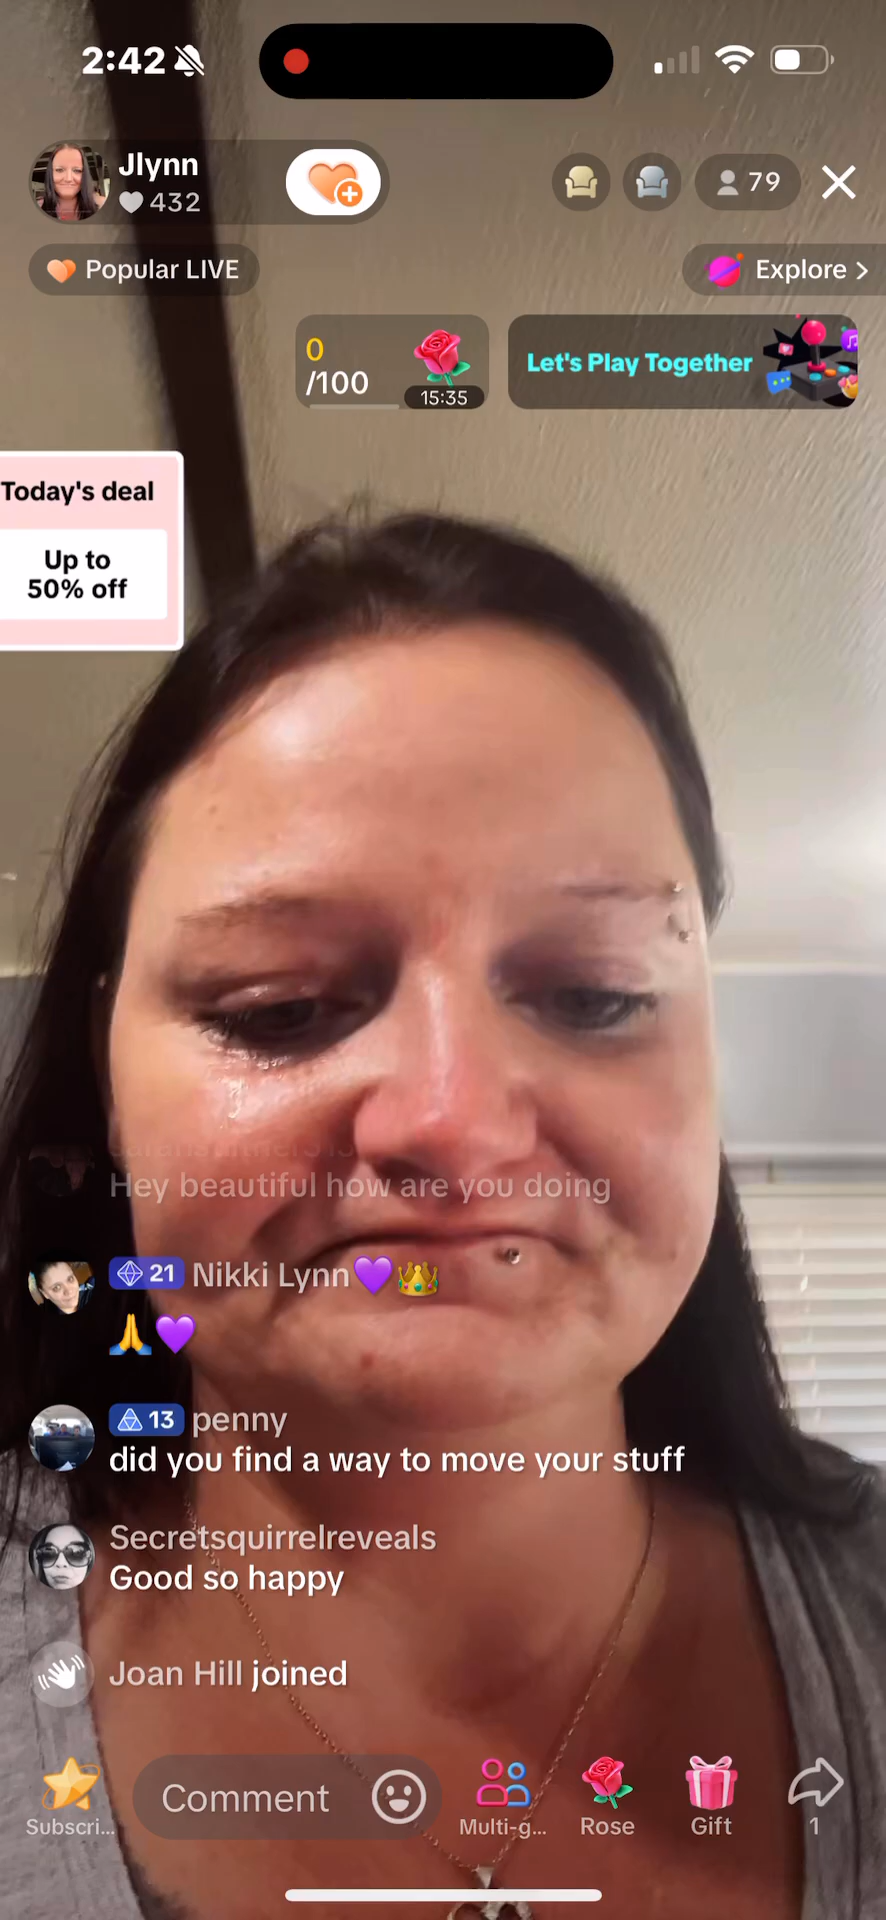 2:42
Jlynn
432
79
Popular LIVE
Explore >
0
/100
15:35
Let's Play Together
Today's deal
Up to
50% off
Hey beautiful how are you doing
21 Nikki Lynn💜👑
🙏💜
13 penny
did you find a way to move your stuff
Secretsquirrelreveals
Good so happy
Joan Hill joined
Comment
Subscri...
Multi-g...
Rose
Gift
1